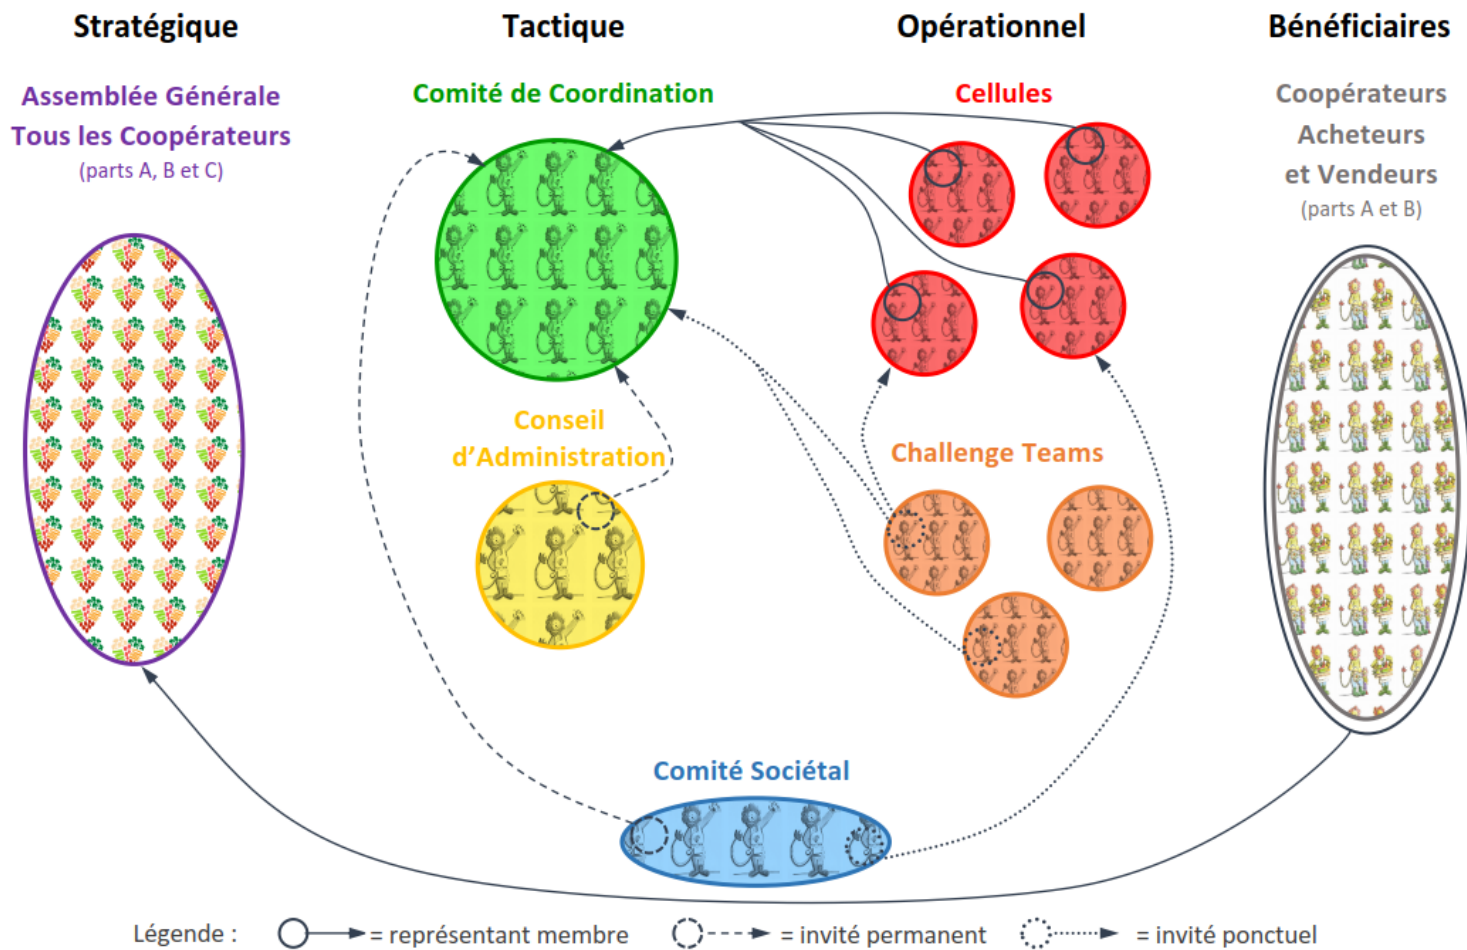 Stratégique
Tactique
Opérationnel
Bénéficiaires
Assemblée Générale
Tous les Coopérateurs
(parts A, B et C)
Comité de Coordination
Cellules
Coopérateurs
Acheteurs
et Vendeurs
(parts A et B)
Conseil
d'Administration
Challenge Teams
Comité Sociétal
Légende : = représentant membre = invité permanent = invité ponctuel